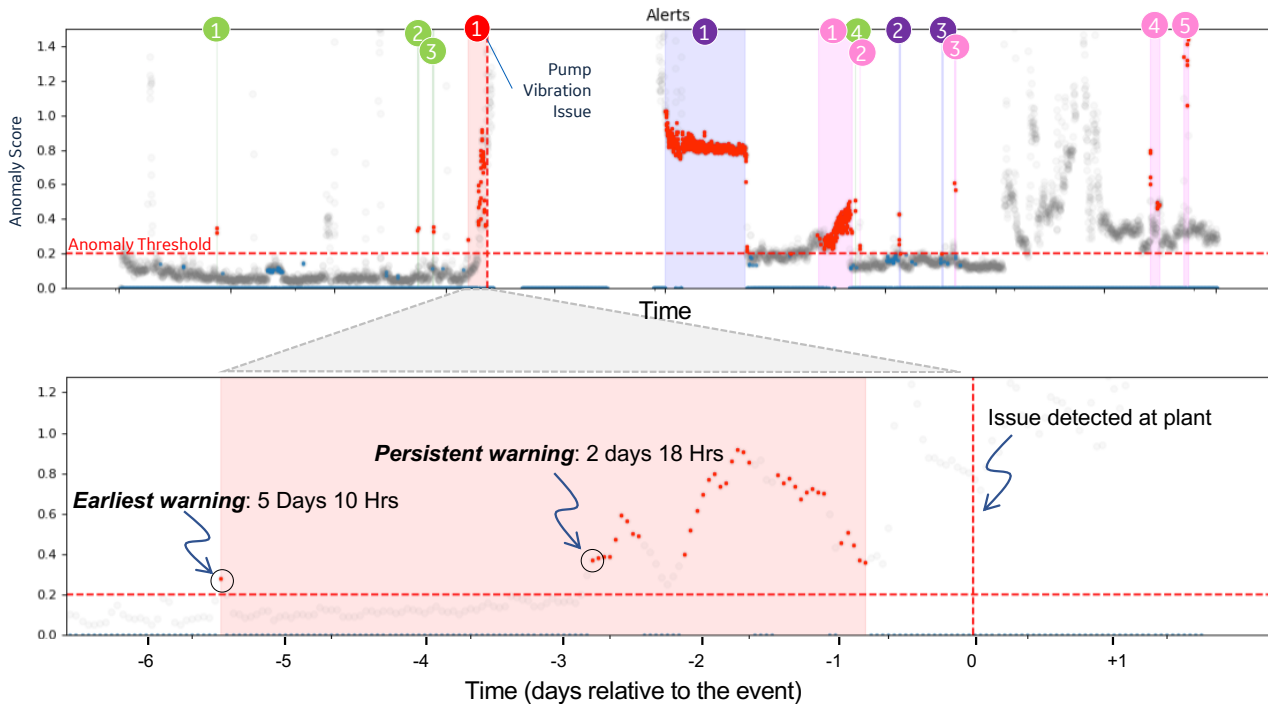 Alerts
1
2
3
1
1
1
4
2
2
3
3
4
5
1.4
1.2
1.0
0.8
0.6
0.4
0.2
0.0
Anomaly Score
Pump
Vibration
Issue
Anomaly Threshold
Time
1.2
1.0
0.8
0.6
0.4
0.2
0.0
Issue detected at plant
Persistent warning: 2 days 18 Hrs
Earliest warning: 5 Days 10 Hrs
-6 -5 -4 -3 -2 -1 0 +1
Time (days relative to the event)